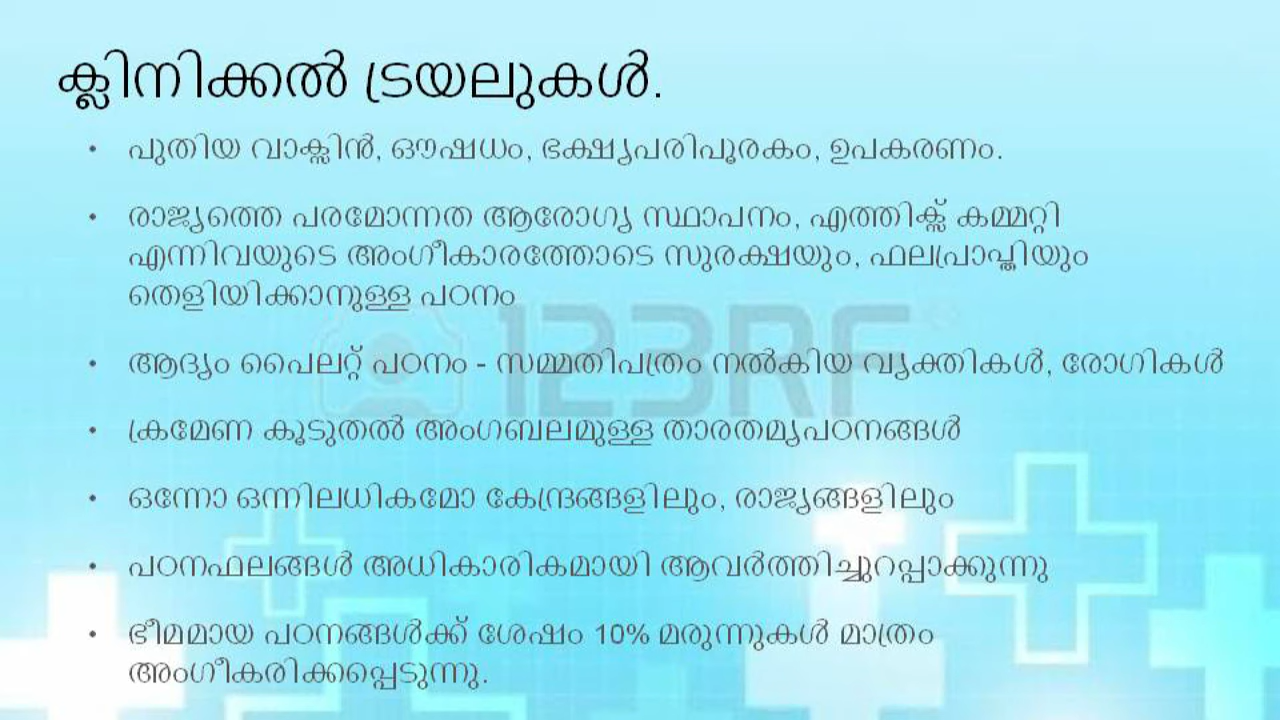 ക്ലിനിക്കൽ ട്രയലുകൾ.
• പുതിയ വാക്സിൻ, ഔഷധം, ഭക്ഷ്യപരിപൂരകം, ഉപകരണം.
• രാജ്യത്തെ പരമോന്നത ആരോഗ്യ സ്ഥാപനം, എത്തിക്സ് കമ്മറ്റി
എന്നിവയുടെ അംഗീകാരത്തോടെ സുരക്ഷയും, ഫലപ്രാപ്തിയും
തെളിയിക്കാനുള്ള പഠനം
• ആദ്യം പൈലറ്റ് പഠനം - സമ്മതിപത്രം നൽകിയ വ്യക്തികൾ, രോഗികൾ
• ക്രമേണ കൂടുതൽ അംഗബലമുള്ള താരതമ്യപഠനങ്ങൾ
• ഒന്നോ ഒന്നിലധികമോ കേന്ദ്രങ്ങളിലും, രാജ്യങ്ങളിലും
• പഠനഫലങ്ങൾ അധികാരികമായി ആവർത്തിച്ചുറപ്പാക്കുന്നു
• ഭീമമായ പഠനങ്ങൾക്ക് ശേഷം 10% മരുന്നുകൾ മാത്രം
അംഗീകരിക്കപ്പെടുന്നു.
123RF